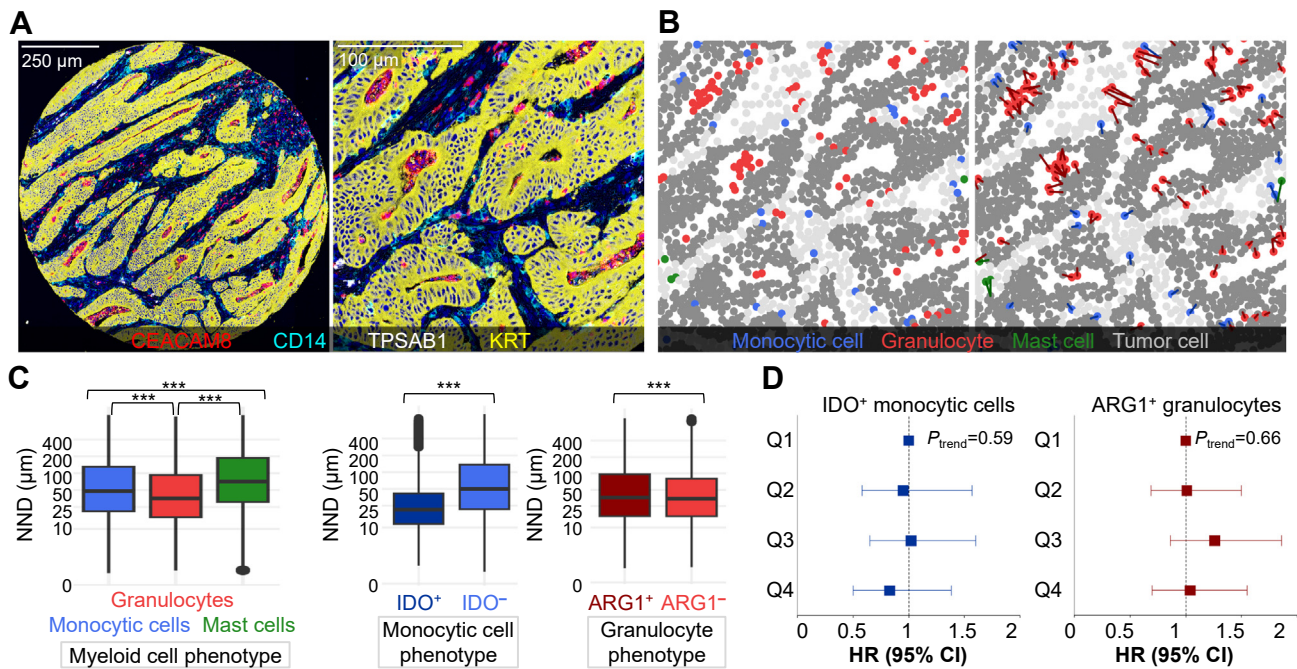 A
250 µm
100 µm
CEACAM8
CD14
TPSAB1
KRT
B
Monocytic cell
Granulocyte
Mast cell
Tumor cell
C
***
***
***
NND (µm)
400
200
100
50
25
10
0
Granulocytes
Monocytic cells
Mast cells
Myeloid cell phenotype
***
NND (µm)
400
200
100
50
25
10
0
IDO⁺
IDO⁻
Monocytic cell
phenotype
***
NND (µm)
400
200
100
50
25
10
0
ARG1⁺
ARG1⁻
Granulocyte
phenotype
D
IDO⁺ monocytic cells
Q1
Ptrend=0.59
Q2
Q3
Q4
0 0.5 1 1.5 2
HR (95% CI)
ARG1⁺ granulocytes
Q1
Ptrend=0.66
Q2
Q3
Q4
0 0.5 1 1.5 2
HR (95% CI)